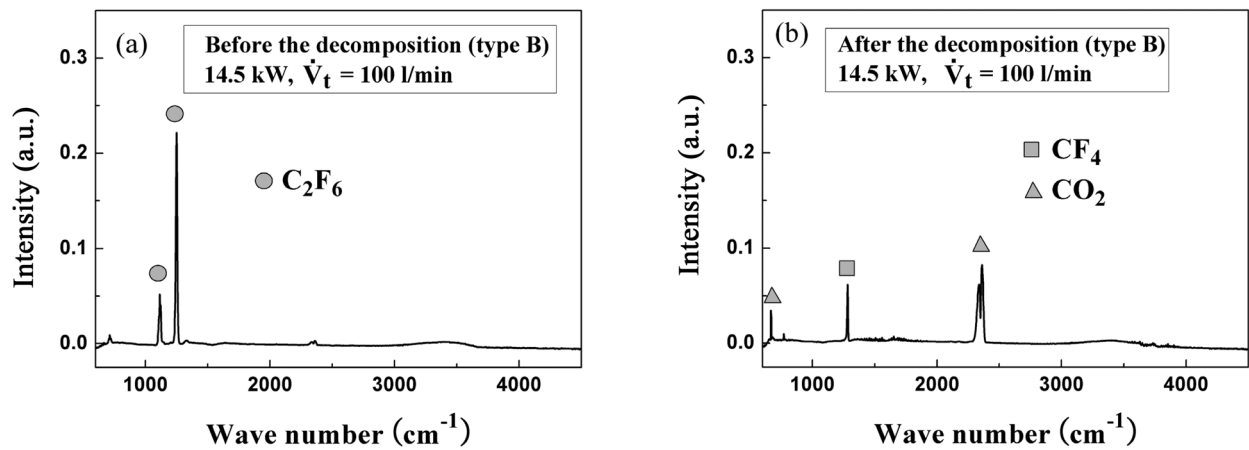 (a)
Before the decomposition (type B)
14.5 kW, V̇t = 100 l/min
C2F6
Intensity (a.u.)
0.3
0.2
0.1
0.0
1000 2000 3000 4000
Wave number (cm-1)
(b)
After the decomposition (type B)
14.5 kW, V̇t = 100 l/min
CF4
CO2
Intensity (a.u.)
0.3
0.2
0.1
0.0
1000 2000 3000 4000
Wave number (cm-1)